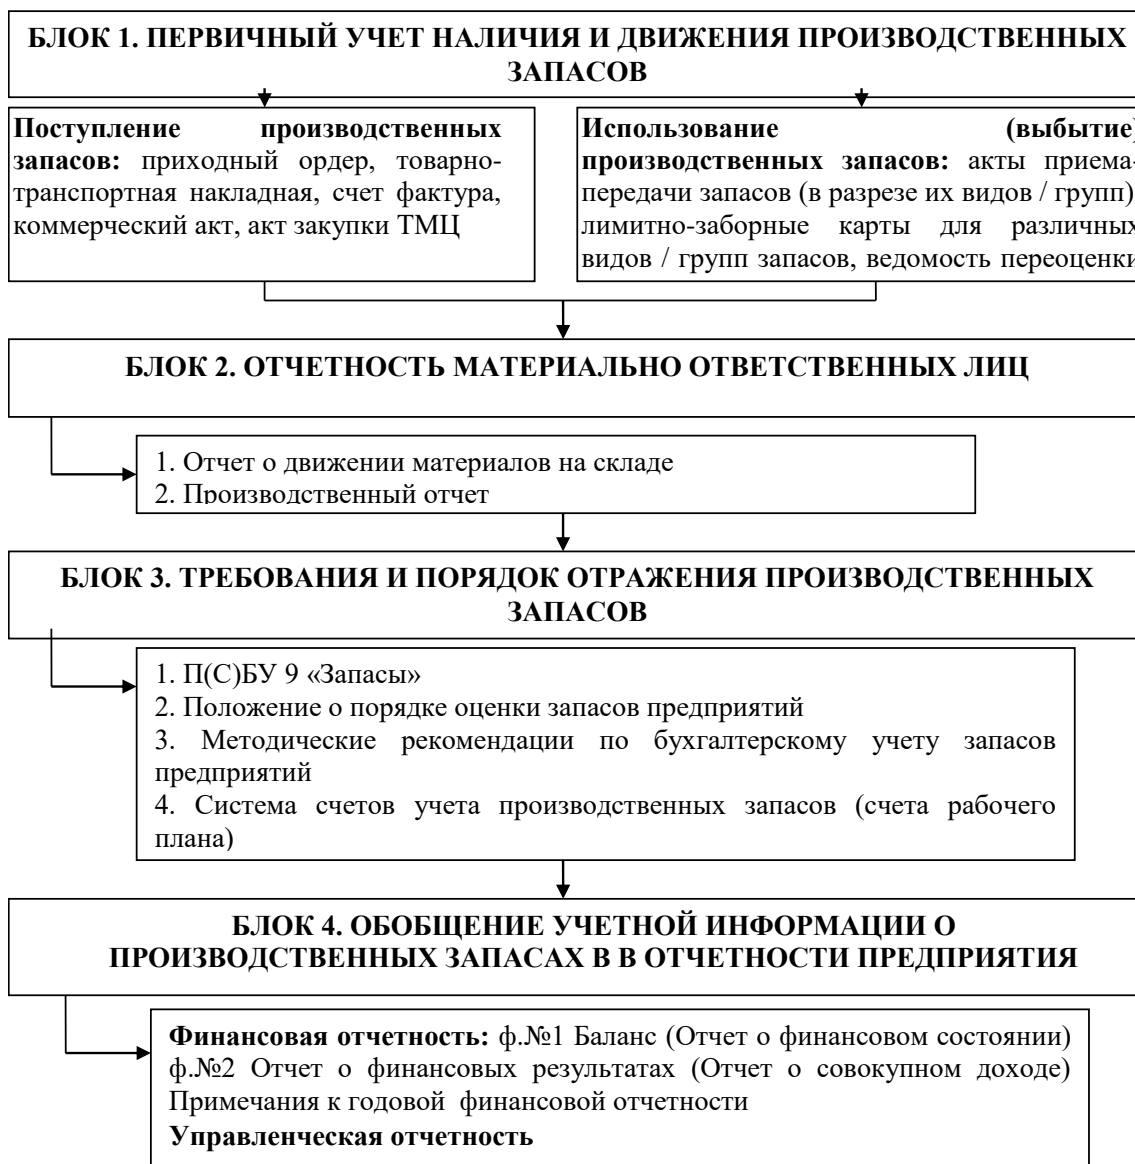 БЛОК 1. ПЕРВИЧНЫЙ УЧЕТ НАЛИЧИЯ И ДВИЖЕНИЯ ПРОИЗВОДСТВЕННЫХ
ЗАПАСОВ
Поступление производственных
запасов: приходный ордер, товарно-
транспортная накладная, счет фактура,
коммерческий акт, акт закупки ТМЦ
Использование (выбытие)
производственных запасов: акты приема-
передачи запасов (в разрезе их видов / групп)
лимитно-заборные карты для различных
видов / групп запасов, ведомость переоценки
БЛОК 2. ОТЧЕТНОСТЬ МАТЕРИАЛЬНО ОТВЕТСТВЕННЫХ ЛИЦ
1. Отчет о движении материалов на складе
2. Производственный отчет
БЛОК 3. ТРЕБОВАНИЯ И ПОРЯДОК ОТРАЖЕНИЯ ПРОИЗВОДСТВЕННЫХ
ЗАПАСОВ
1. П(С)БУ 9 «Запасы»
2. Положение о порядке оценки запасов предприятий
3. Методические рекомендации по бухгалтерскому учету запасов
предприятий
4. Система счетов учета производственных запасов (счета рабочего
плана)
БЛОК 4. ОБОБЩЕНИЕ УЧЕТНОЙ ИНФОРМАЦИИ О
ПРОИЗВОДСТВЕННЫХ ЗАПАСАХ В В ОТЧЕТНОСТИ ПРЕДПРИЯТИЯ
Финансовая отчетность: ф.№1 Баланс (Отчет о финансовом состоянии)
ф.№2 Отчет о финансовых результатах (Отчет о совокупном доходе)
Примечания к годовой финансовой отчетности
Управленческая отчетность